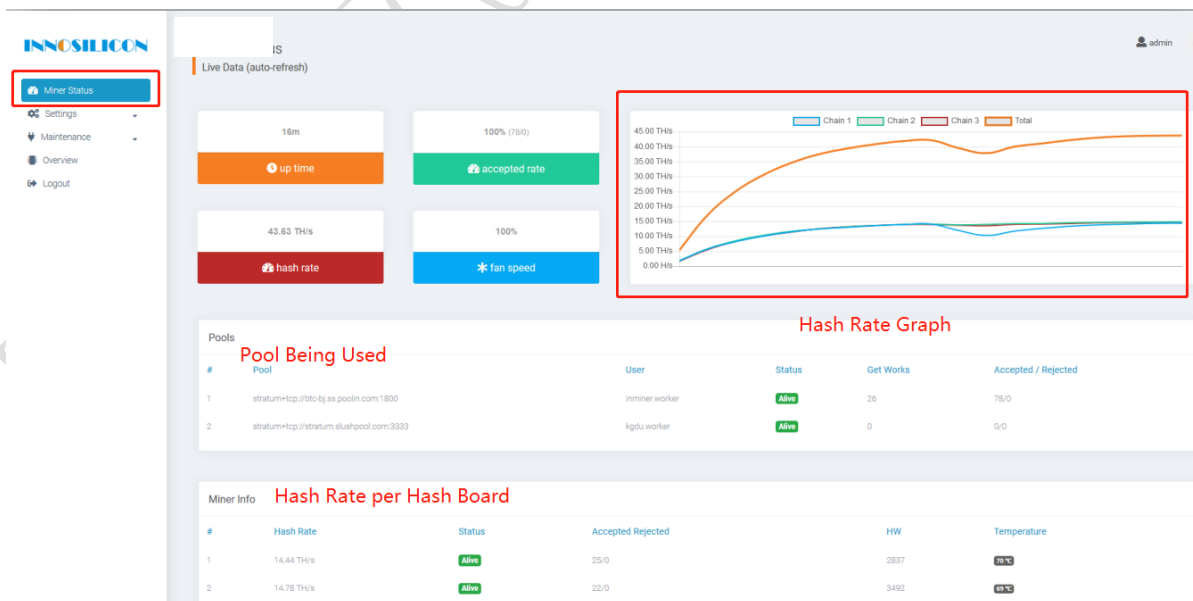 INNOSILICON
admin
Live Data (auto-refresh)
Miner Status
Settings
Maintenance
Overview
Logout
16m
up time
100% (78/0)
accepted rate
43.63 TH/s
hash rate
100%
fan speed
Chain 1 Chain 2 Chain 3 Total
45.00 TH/s
40.00 TH/s
35.00 TH/s
30.00 TH/s
25.00 TH/s
20.00 TH/s
15.00 TH/s
10.00 TH/s
5.00 TH/s
0.00 H/s
Hash Rate Graph
Pools
Pool Being Used
# Pool User Status Get Works Accepted / Rejected
1 stratum+tcp://btc-bj.ss.poolin.com:1800 inminer.worker Alive 26 78/0
2 stratum+tcp://stratum.slushpool.com:3333 kgdu.worker Alive 0 0/0
Miner Info Hash Rate per Hash Board
# Hash Rate Status Accepted Rejected HW Temperature
1 14.44 TH/s Alive 25/0 2837 70 °C
2 14.78 TH/s Alive 22/0 3492 69 °C